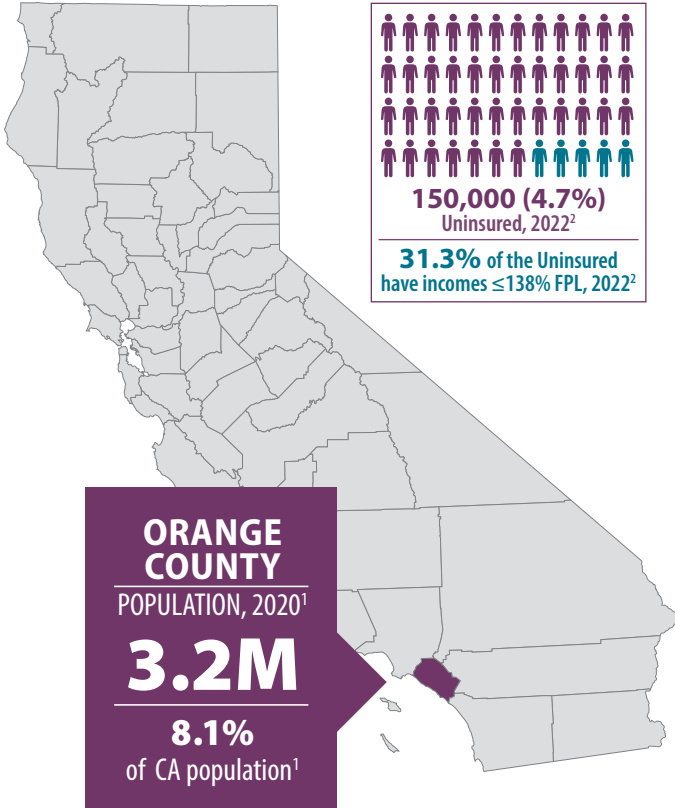 150,000 (4.7%)
Uninsured, 2022²
31.3% of the Uninsured
have incomes ≤138% FPL, 2022²
ORANGE
COUNTY
POPULATION, 2020¹
3.2M
8.1%
of CA population¹